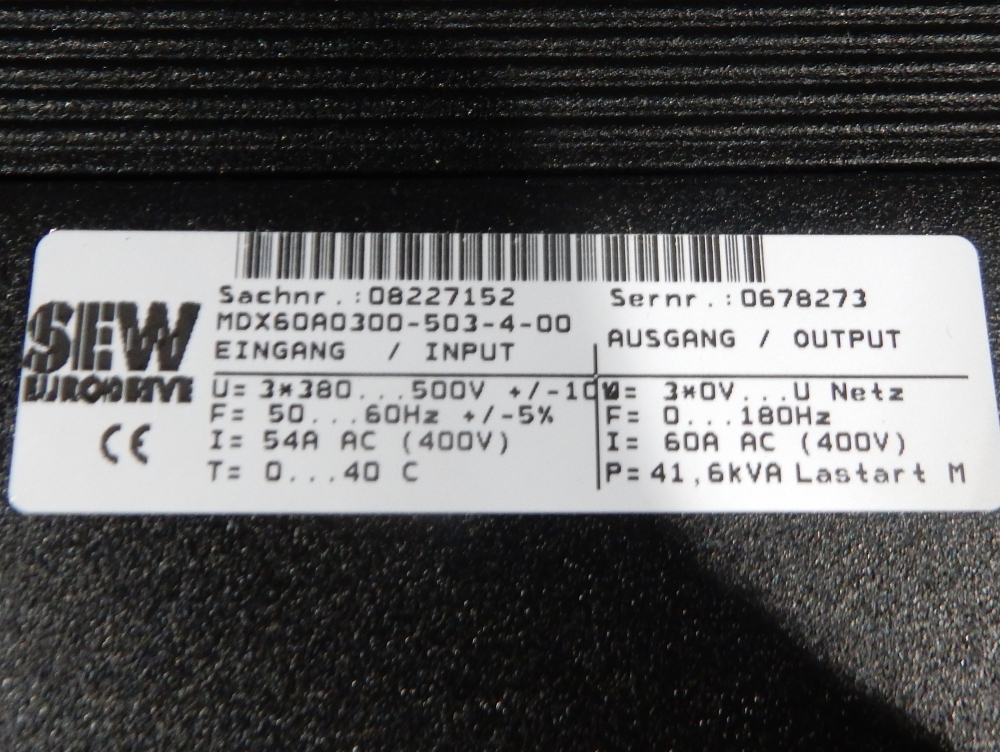 Sachnr.:08227152
Sernr.:0678273
MDX60A0300-503-4-00
SEW
EURODRIVE
CE
EINGANG / INPUT
U= 3*380...500V +/-10%
F= 50...60Hz +/-5%
I= 54A AC (400V)
T= 0...40 C
AUSGANG / OUTPUT
U= 3*0V...U Netz
F= 0...180Hz
I= 60A AC (400V)
P= 41,6kVA Lastart M